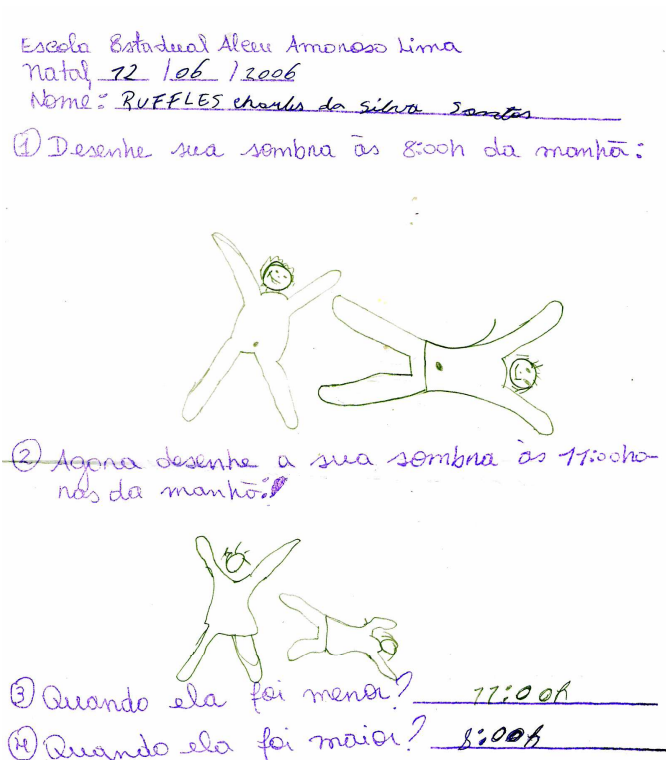 Escola Estadual Alceu Amoroso Lima
Natal, 12 / 06 / 2006
Nome: RUFFLES charles da Silva Santos
① Desenhe sua sombra às 8:00h da manhã:
② Agora desenhe a sua sombra às 11:00ho-
ras da manhã:
③ Quando ela foi menor? 11:00h
④ Quando ela foi maior? 8:00h